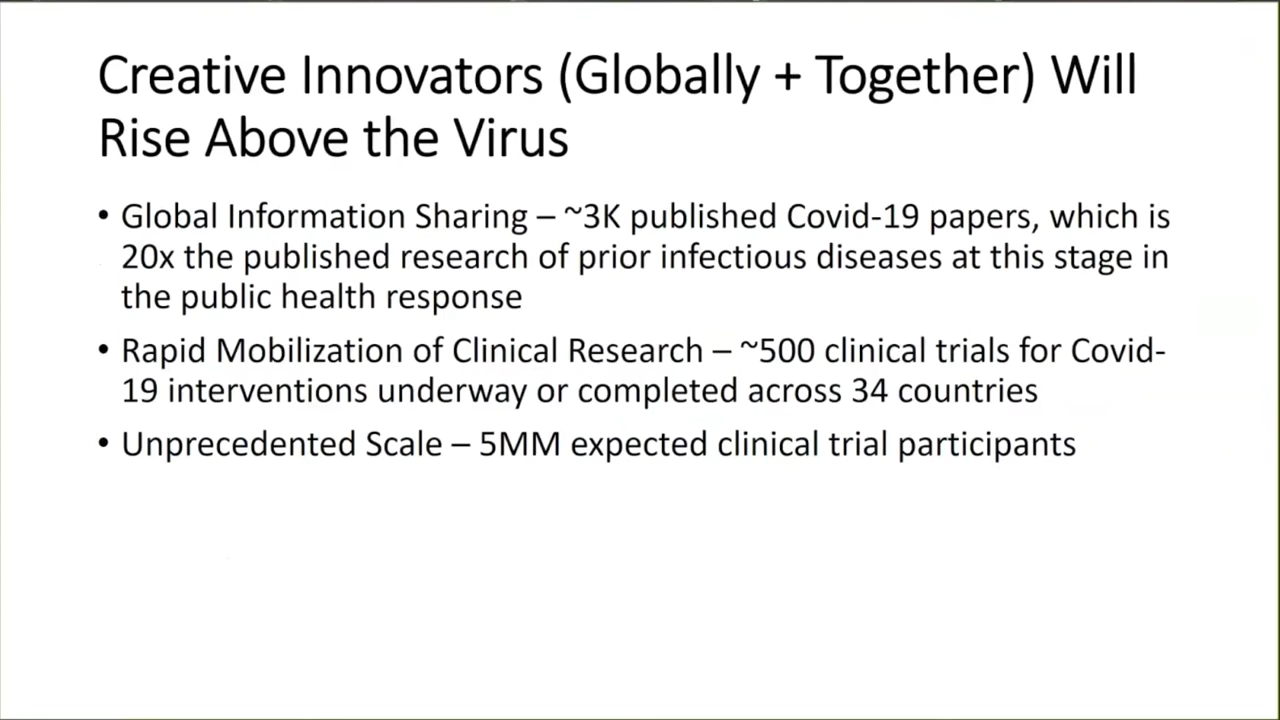 Creative Innovators (Globally + Together) Will
Rise Above the Virus
• Global Information Sharing – ~3K published Covid-19 papers, which is
20x the published research of prior infectious diseases at this stage in
the public health response
• Rapid Mobilization of Clinical Research – ~500 clinical trials for Covid-
19 interventions underway or completed across 34 countries
• Unprecedented Scale – 5MM expected clinical trial participants